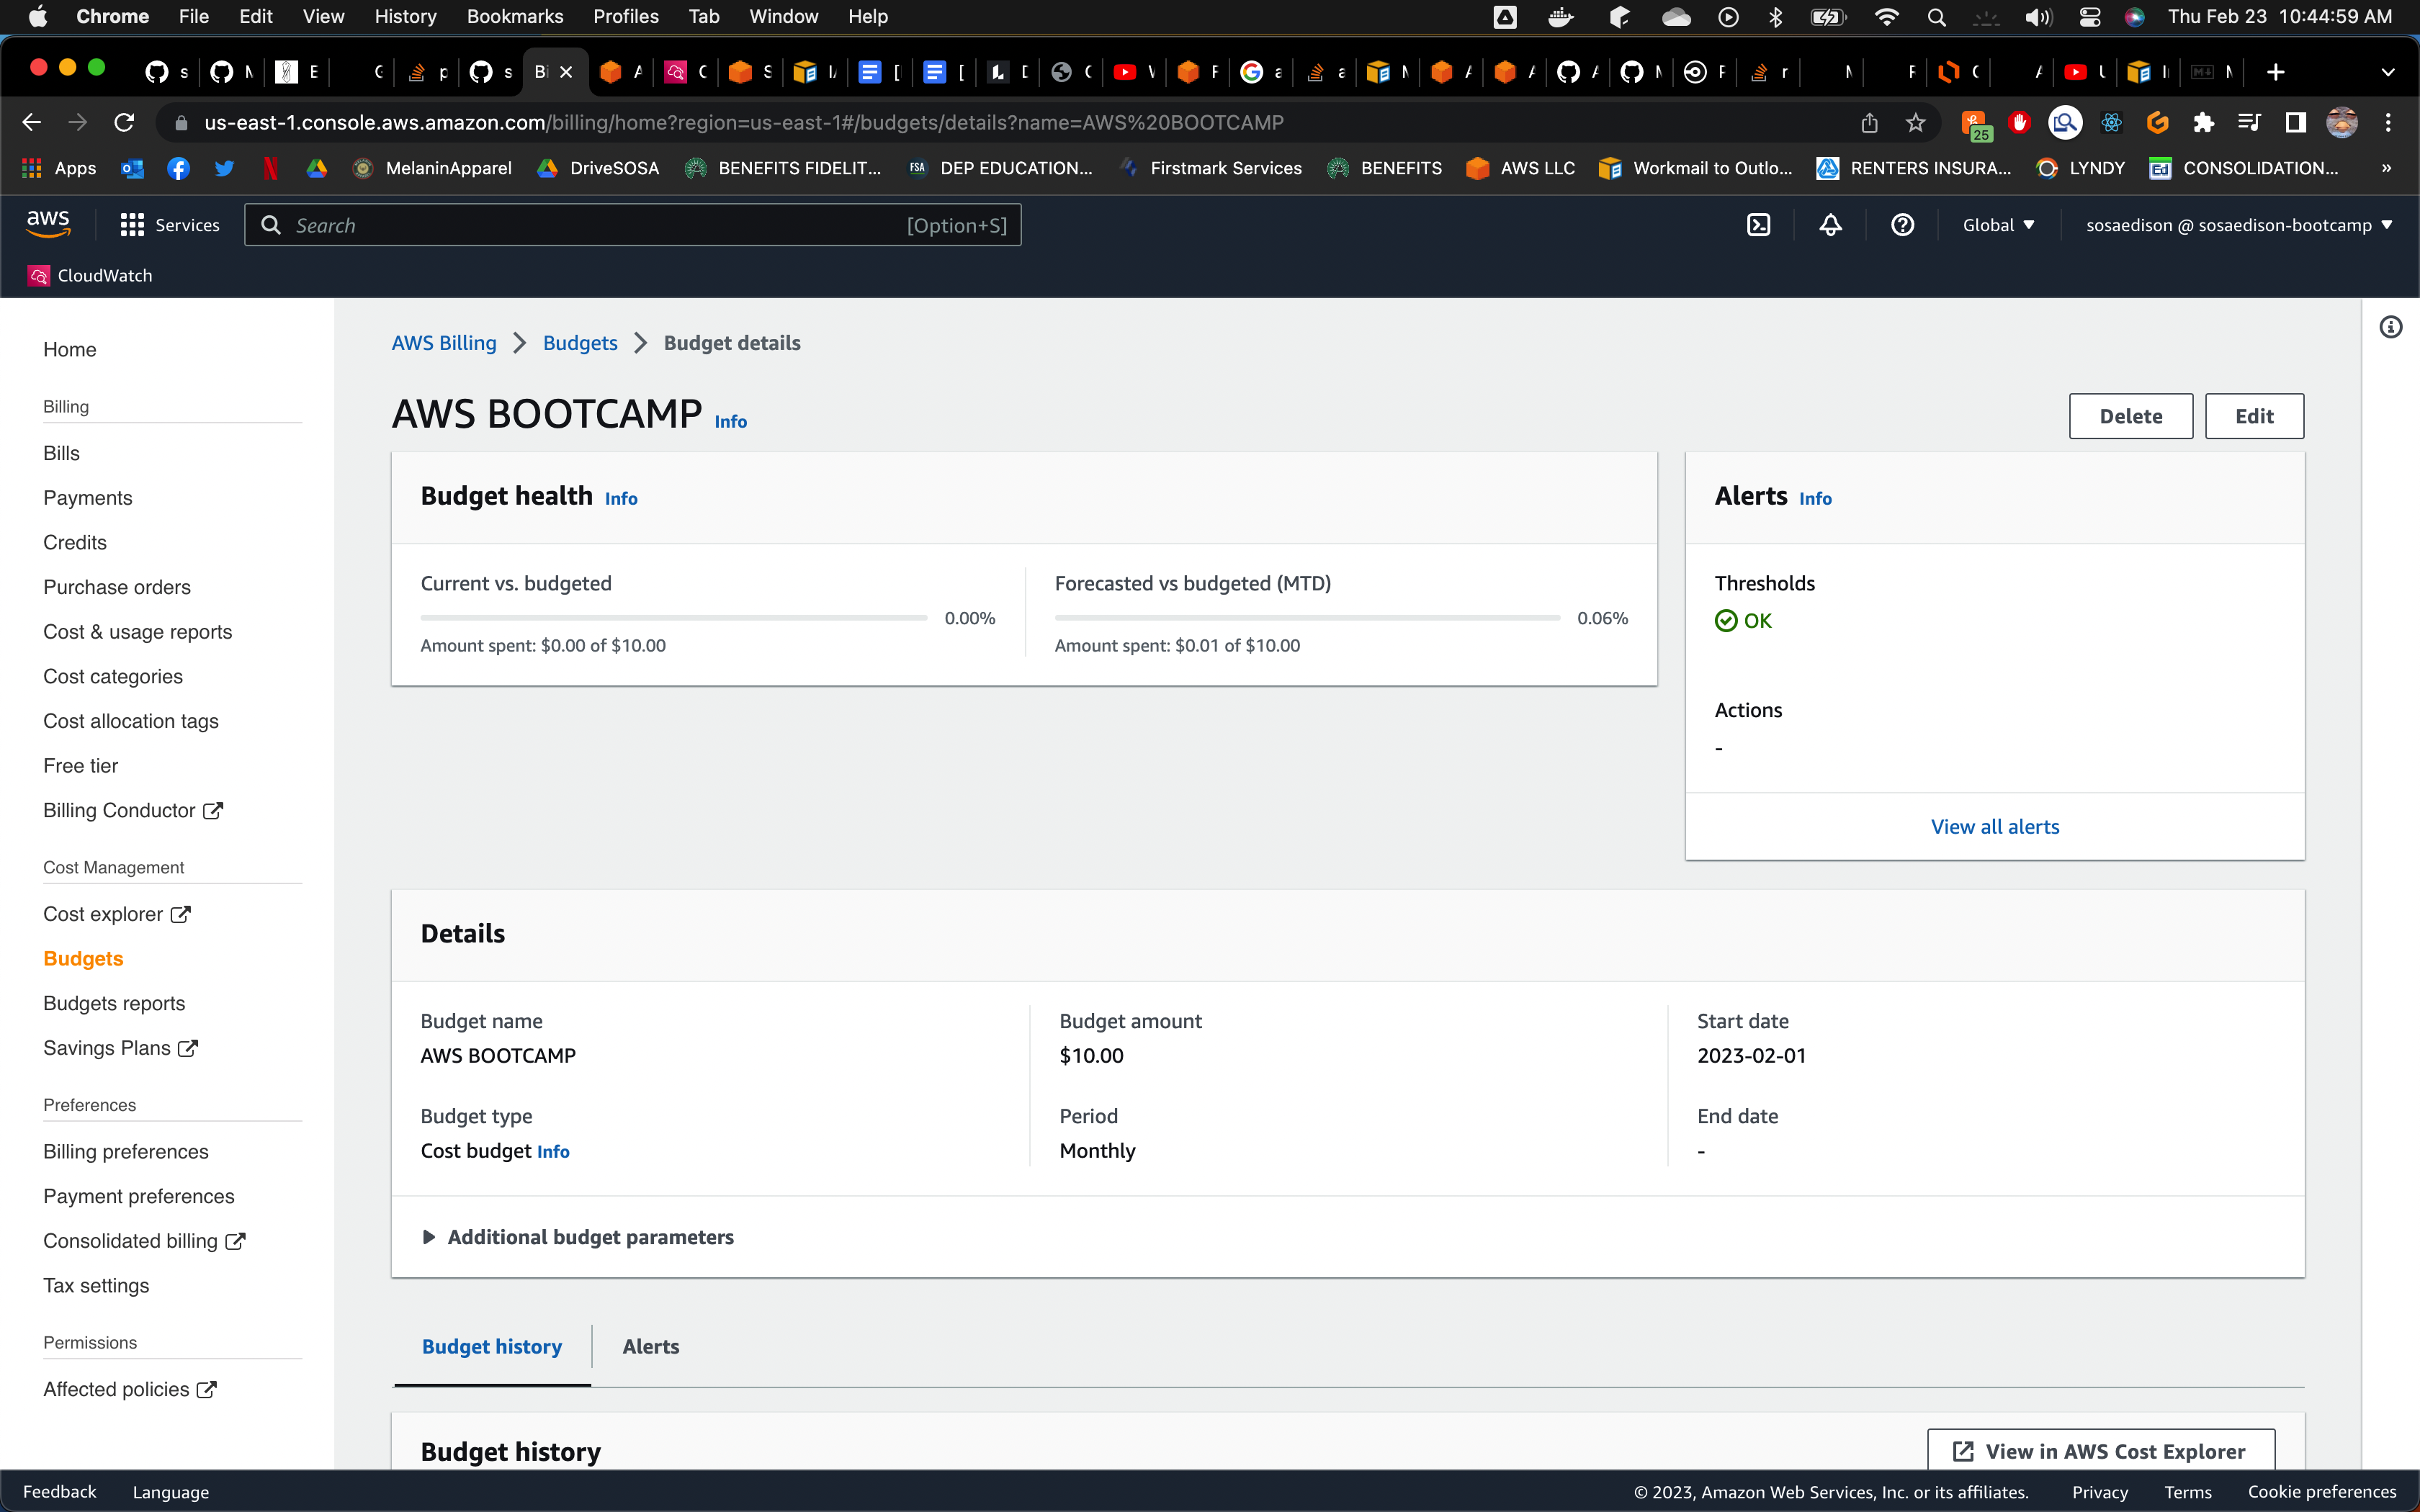 Chrome File Edit View History Bookmarks Profiles Tab Window Help Thu Feb 23 10:44:59 AM
us-east-1.console.aws.amazon.com/billing/home?region=us-east-1#/budgets/details?name=AWS%20BOOTCAMP 25
Apps MelaninApparel DriveSOSA BENEFITS FIDELIT... FSA DEP EDUCATION... Firstmark Services BENEFITS AWS LLC Workmail to Outlo... RENTERS INSURA... LYNDY Ed CONSOLIDATION... »
aws Services Search [Option+S] Global sosaedison @ sosaedison-bootcamp
CloudWatch
Home
Billing
Bills
Payments
Credits
Purchase orders
Cost & usage reports
Cost categories
Cost allocation tags
Free tier
Billing Conductor
Cost Management
Cost explorer
Budgets
Budgets reports
Savings Plans
Preferences
Billing preferences
Payment preferences
Consolidated billing
Tax settings
Permissions
Affected policies
AWS Billing > Budgets > Budget details
AWS BOOTCAMP Info
Delete Edit
Budget health Info
Current vs. budgeted
0.00%
Amount spent: $0.00 of $10.00
Forecasted vs budgeted (MTD)
0.06%
Amount spent: $0.01 of $10.00
Alerts Info
Thresholds
OK
Actions
-
View all alerts
Details
Budget name
AWS BOOTCAMP
Budget type
Cost budget Info
Budget amount
$10.00
Period
Monthly
Start date
2023-02-01
End date
-
Additional budget parameters
Budget history Alerts
Budget history
View in AWS Cost Explorer
Feedback Language © 2023, Amazon Web Services, Inc. or its affiliates. Privacy Terms Cookie preferences